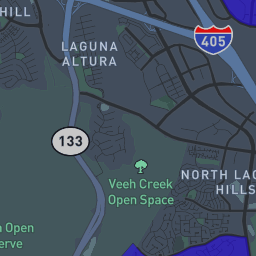 HILL
LAGUNA
ALTURA
405
133
Veeh Creek
Open Space
NORTH LAG
HILLS
Open
erve